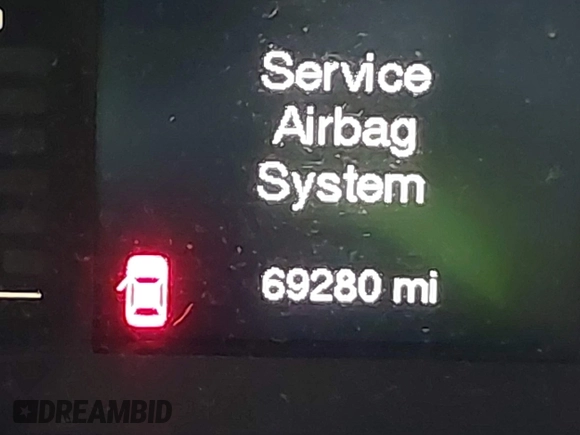 Service
Airbag
System
69280 mi
DREAMBID